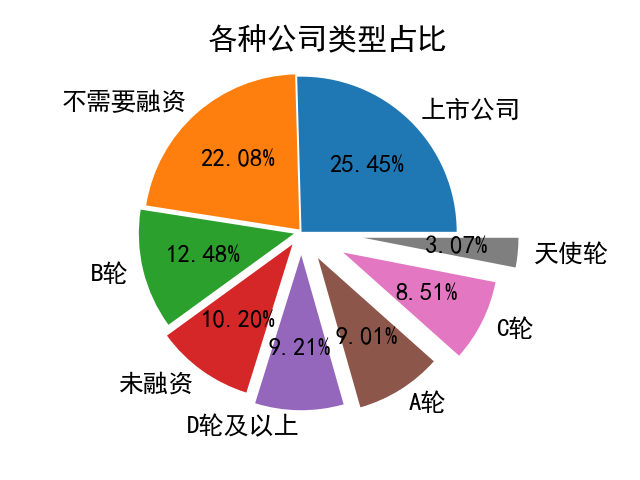 各种公司类型占比
上市公司
25.45%
不需要融资
22.08%
B轮
12.48%
未融资
10.20%
D轮及以上
9.21%
A轮
9.01%
C轮
8.51%
天使轮
3.07%